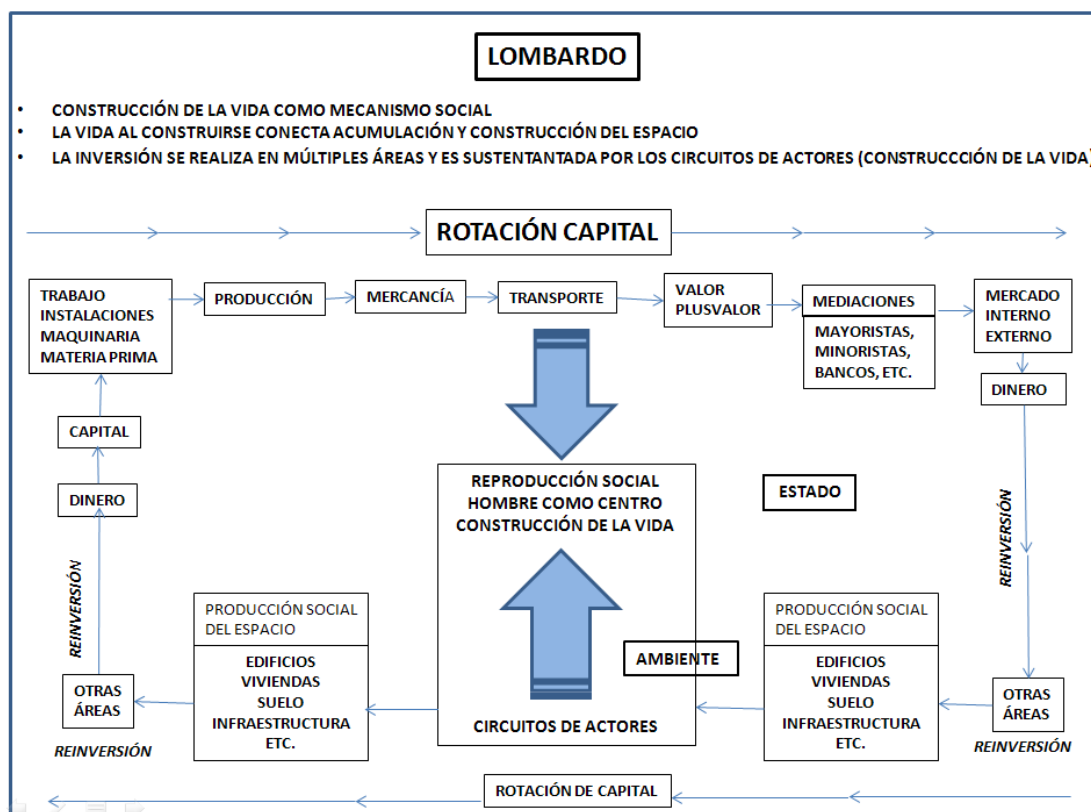 LOMBARDO
• CONSTRUCCIÓN DE LA VIDA COMO MECANISMO SOCIAL
• LA VIDA AL CONSTRUIRSE CONECTA ACUMULACIÓN Y CONSTRUCCIÓN DEL ESPACIO
• LA INVERSIÓN SE REALIZA EN MÚLTIPLES ÁREAS Y ES SUSTENTANTADA POR LOS CIRCUITOS DE ACTORES (CONSTRUCCCIÓN DE LA VIDA)
ROTACIÓN CAPITAL
TRABAJO
INSTALACIONES
MAQUINARIA
MATERIA PRIMA
PRODUCCIÓN
MERCANCÍA
TRANSPORTE
VALOR
PLUSVALOR
MEDIACIONES
MAYORISTAS,
MINORISTAS,
BANCOS, ETC.
MERCADO
INTERNO
EXTERNO
DINERO
CAPITAL
DINERO
REINVERSIÓN
REPRODUCCIÓN SOCIAL
HOMBRE COMO CENTRO
CONSTRUCCIÓN DE LA VIDA
ESTADO
REINVERSIÓN
PRODUCCIÓN SOCIAL
DEL ESPACIO
EDIFICIOS
VIVIENDAS
SUELO
INFRAESTRUCTURA
ETC.
AMBIENTE
CIRCUITOS DE ACTORES
PRODUCCIÓN SOCIAL
DEL ESPACIO
EDIFICIOS
VIVIENDAS
SUELO
INFRAESTRUCTURA
ETC.
OTRAS
ÁREAS
REINVERSIÓN
OTRAS
ÁREAS
REINVERSIÓN
ROTACIÓN DE CAPITAL